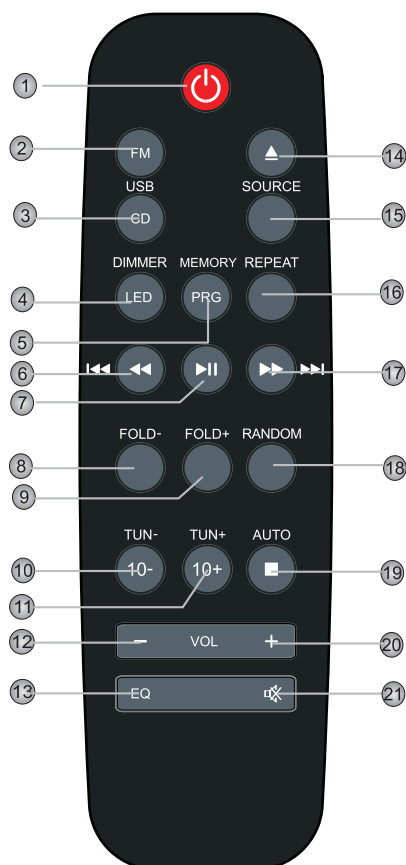 1
2 FM 14
USB SOURCE
3 CD 15
DIMMER MEMORY REPEAT
4 LED PRG 16
5
6 17
7
FOLD- FOLD+ RANDOM
8 18
9
TUN- TUN+ AUTO
10 10- 10+ 19
11
12 - VOL + 20
13 EQ 21